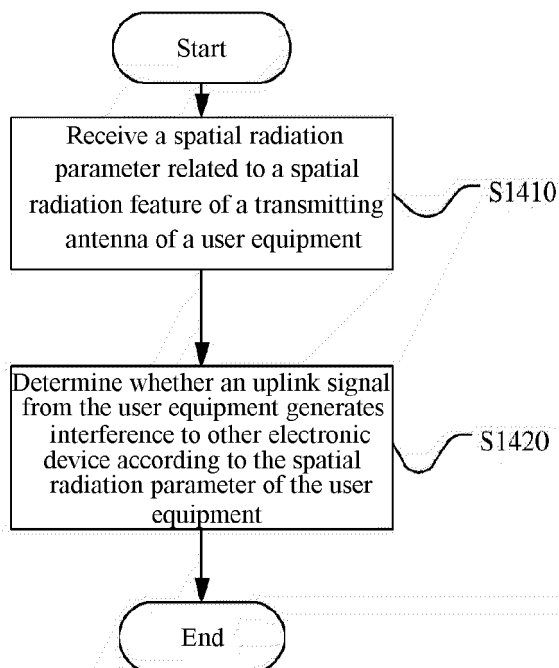 Start
Receive a spatial radiation
parameter related to a spatial
radiation feature of a transmitting
antenna of a user equipment
S1410
Determine whether an uplink signal
from the user equipment generates
interference to other electronic
device according to the spatial
radiation parameter of the user
equipment
S1420
End